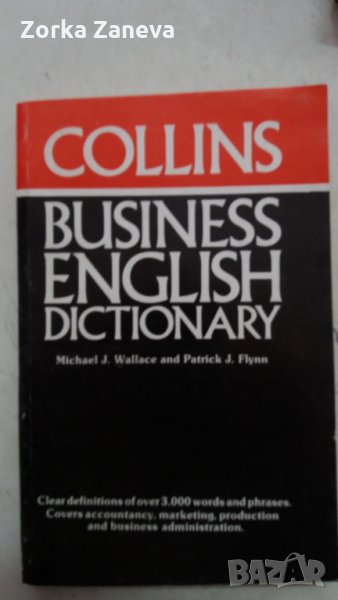 Zorka Zaneva
COLLINS
BUSINESS
ENGLISH
DICTIONARY
Michael J. Wallace and Patrick J. Flynn
Clear definitions of over 3,000 words and phrases.
Covers accountancy, marketing, production
and business administration.
BAZAR